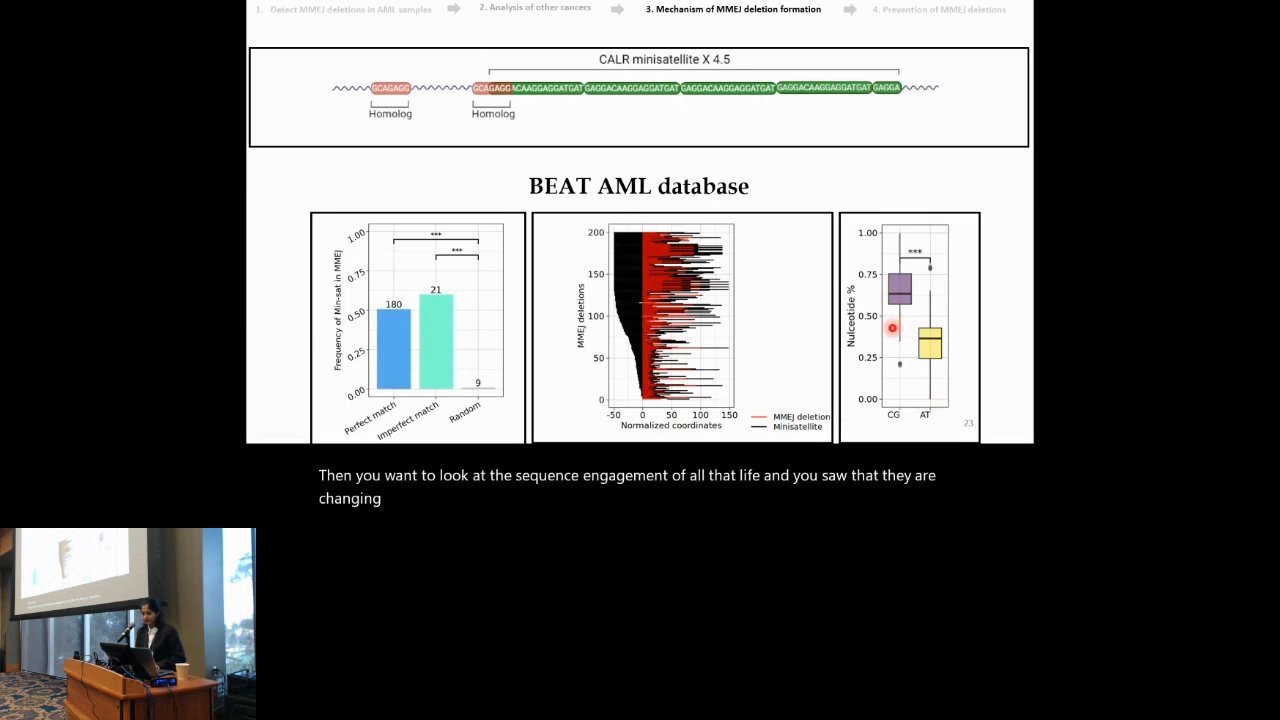 1. Detect MMEJ deletions in AML samples
2. Analysis of other cancers
3. Mechanism of MMEJ deletion formation
4. Prevention of MMEJ deletions
CALR minisatellite X 4.5
GCAGAGG
GCAGAGGACAAGGAGGATGAT GAGGACAAGGAGGATGAT GAGGACAAGGAGGATGAT GAGGACAAGGAGGATGAT GAGGA
Homolog
Homolog
BEAT AML database
Frequency of Min-sat in MMEJ
1.00
0.75
0.50
0.25
0.00
***
***
180
21
9
Perfect match
Imperfect match
Random
MMEJ deletions
200
150
100
50
0
-50 0 50 100 150
Normalized coordinates
MMEJ deletion
Minisatellite
Nulceotide %
1.00
0.75
0.50
0.25
0.00
***
CG AT
23
Then you want to look at the sequence engagement of all that life and you saw that they are
changing